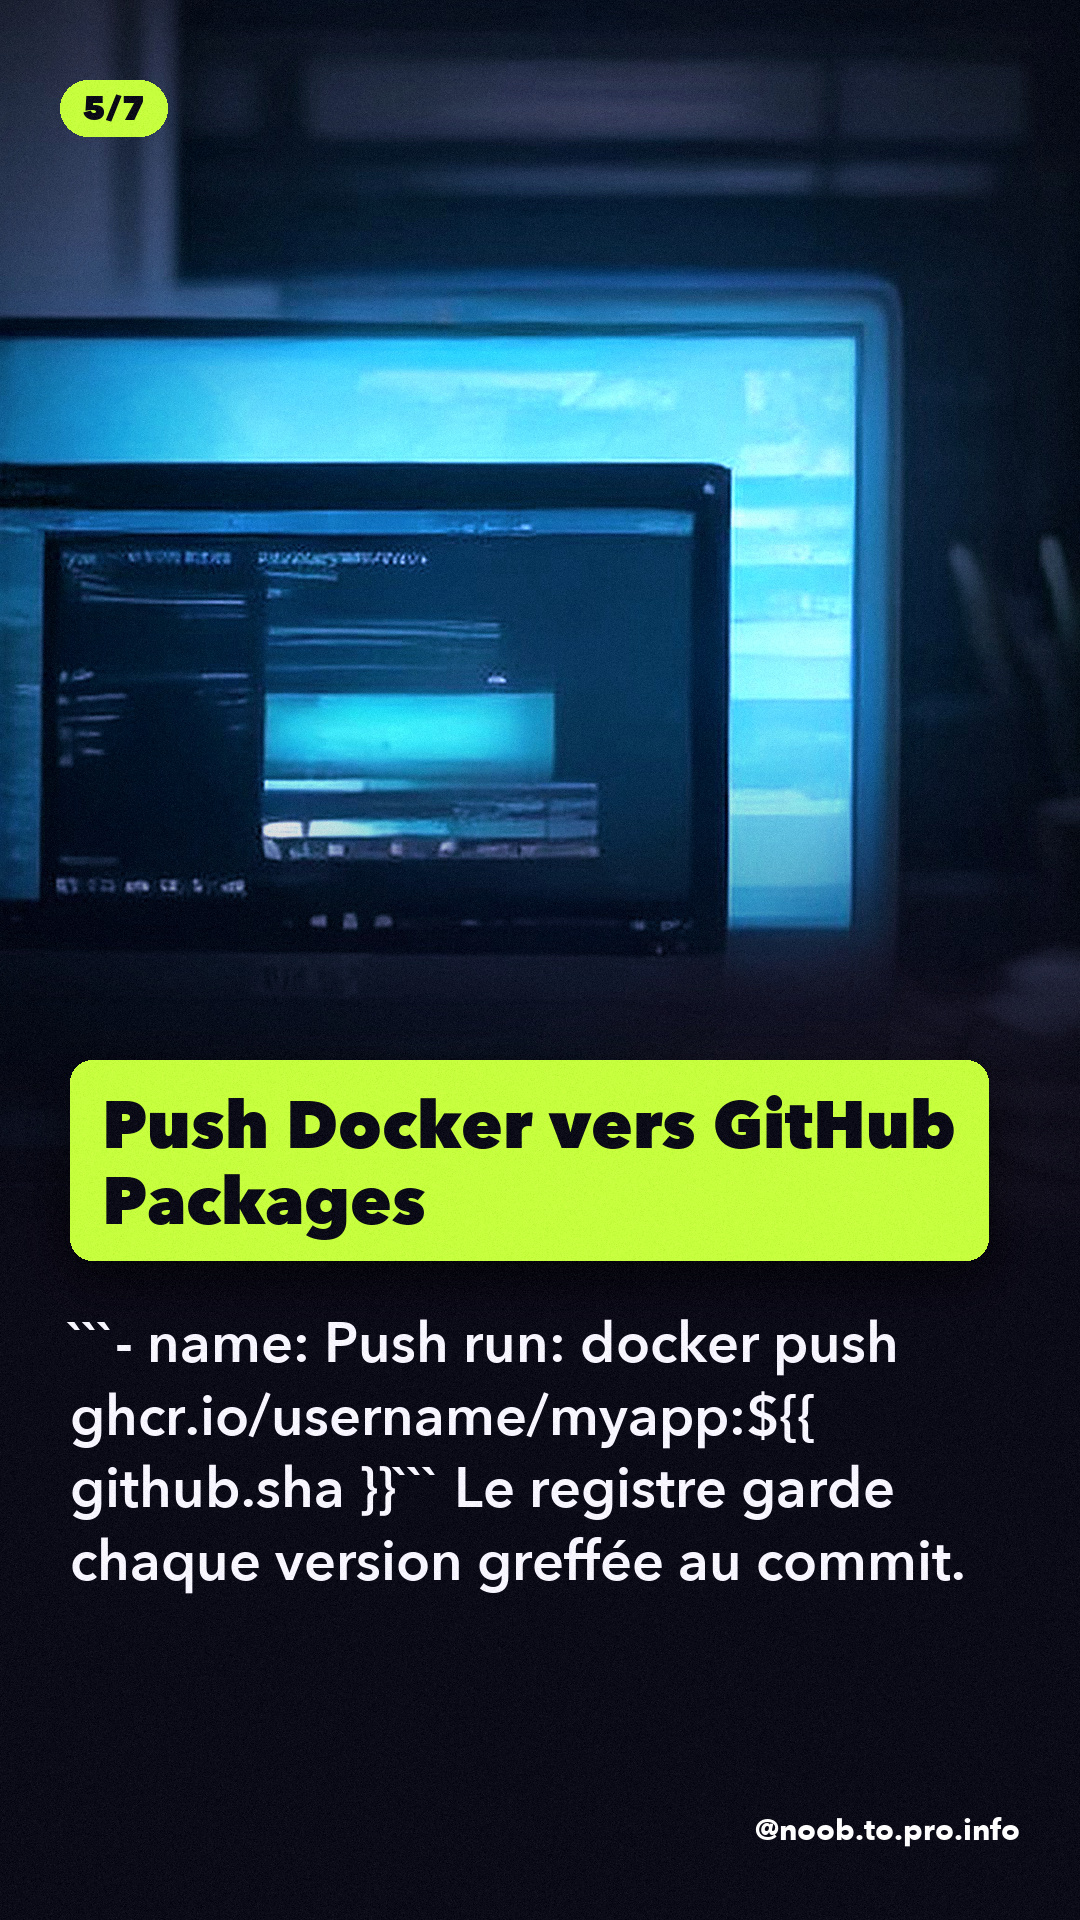 5/7
Push Docker vers GitHub
Packages
```- name: Push run: docker push
ghcr.io/username/myapp:${{
github.sha }}``` Le registre garde
chaque version greffée au commit.
@noob.to.pro.info